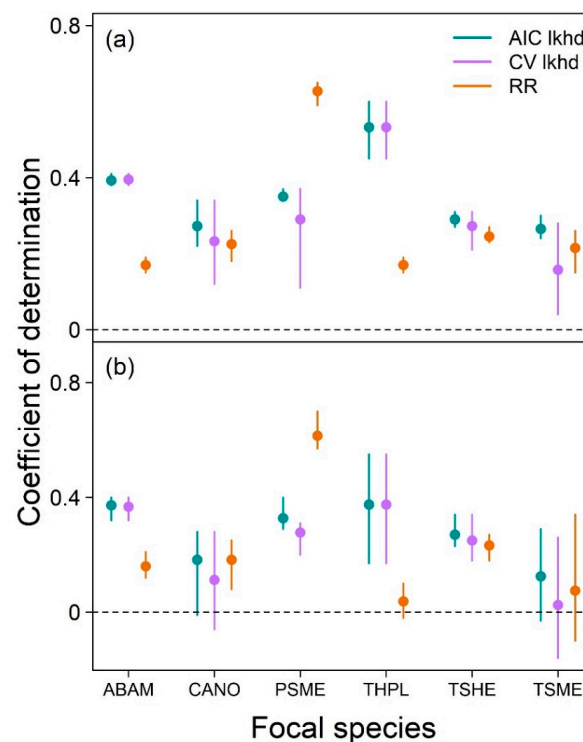 (a)
AIC lkhd
CV lkhd
RR
0.8
0.4
0
(b)
0.8
0.4
0
Coefficient of determination
ABAM CANO PSME THPL TSHE TSME
Focal species